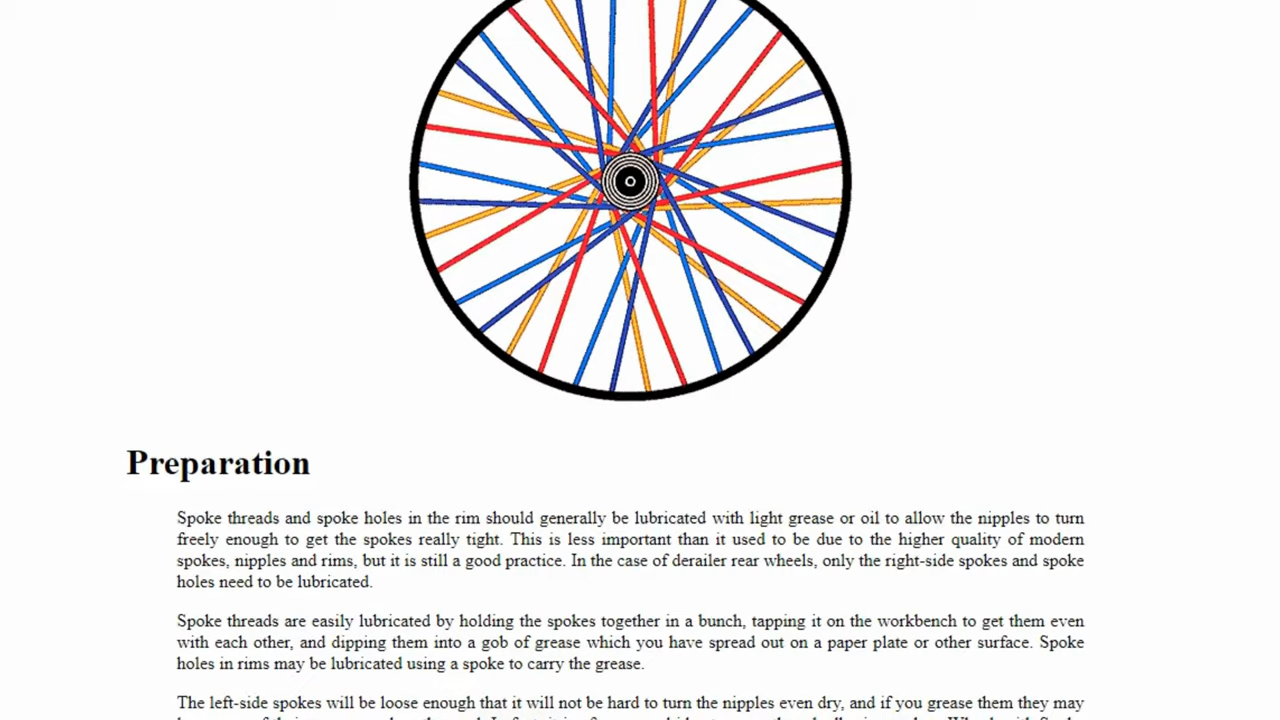 Preparation
Spoke threads and spoke holes in the rim should generally be lubricated with light grease or oil to allow the nipples to turn
freely enough to get the spokes really tight. This is less important than it used to be due to the higher quality of modern
spokes, nipples and rims, but it is still a good practice. In the case of derailer rear wheels, only the right-side spokes and spoke
holes need to be lubricated.
Spoke threads are easily lubricated by holding the spokes together in a bunch, tapping it on the workbench to get them even
with each other, and dipping them into a gob of grease which you have spread out on a paper plate or other surface. Spoke
holes in rims may be lubricated using a spoke to carry the grease.
The left-side spokes will be loose enough that it will not be hard to turn the nipples even dry, and if you grease them they may